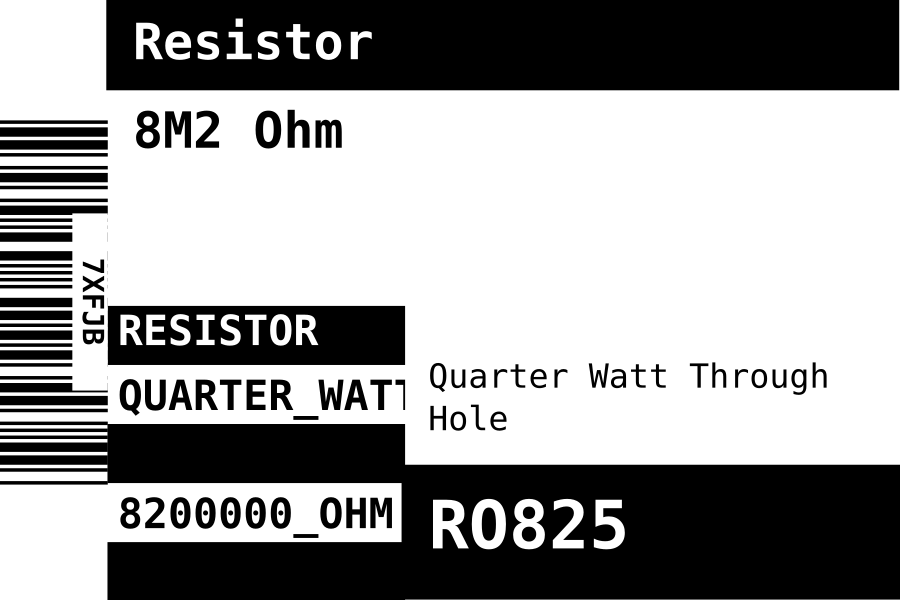 Resistor
8M2 Ohm
7XFJB
RESISTOR
QUARTER_WATT
8200000_OHM
Quarter Watt Through
Hole
RO825